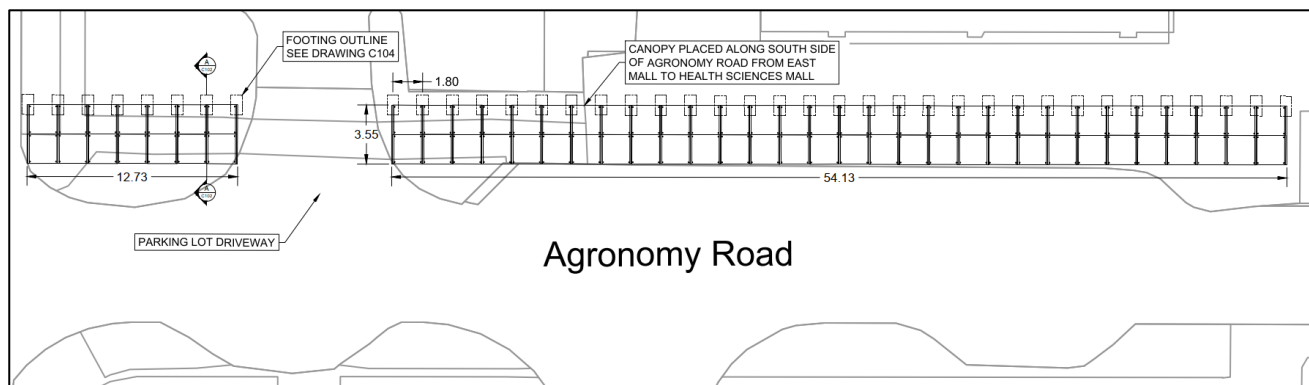 FOOTING OUTLINE
SEE DRAWING C104
CANOPY PLACED ALONG SOUTH SIDE
OF AGRONOMY ROAD FROM EAST
MALL TO HEALTH SCIENCES MALL
A
1.80
3.55
12.73
A
54.13
PARKING LOT DRIVEWAY
Agronomy Road